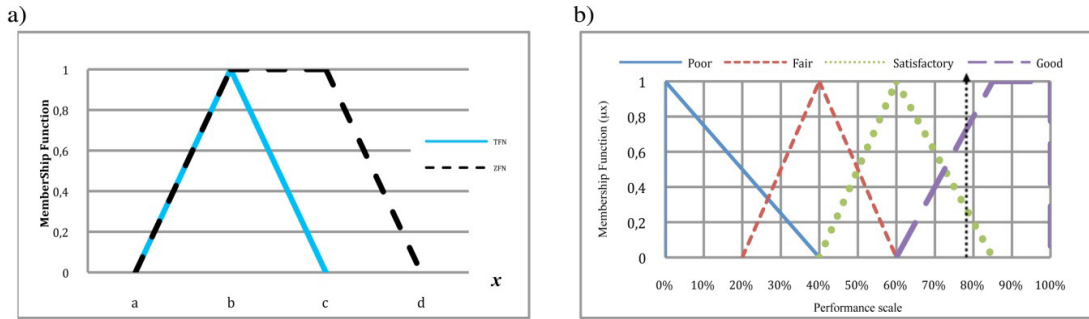 a)
MemberShip Function
1
0,8
0,6
0,4
0,2
0
a b c d
x
TFN
ZFN
b)
Poor Fair Satisfactory Good
Membership Function (μx)
1
0,8
0,6
0,4
0,2
0
0% 10% 20% 30% 40% 50% 60% 70% 80% 90% 100%
Performance scale